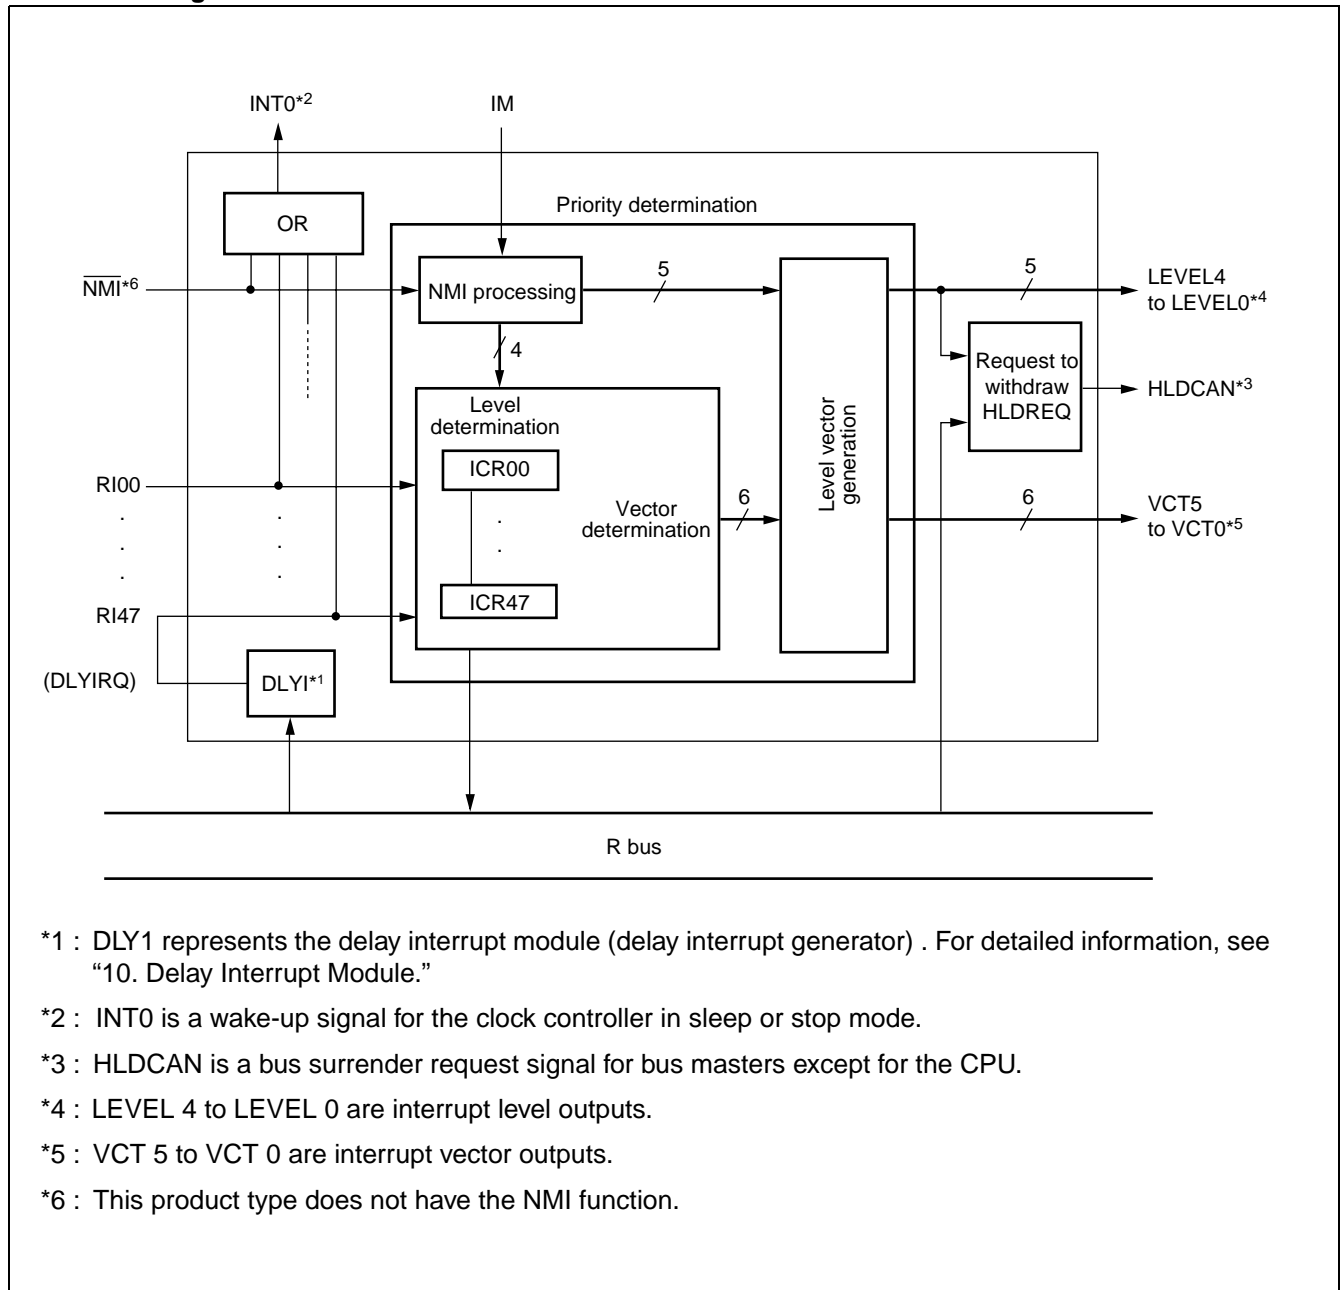 INT0*2
IM
Priority determination
OR
NMI*6
NMI processing
5
5
LEVEL4
to LEVEL0*4
4
Request to
withdraw
HLDREQ
HLDCAN*3
Level
determination
ICR00
RI00
Vector
determination
6
Level vector
generation
6
VCT5
to VCT0*5
ICR47
RI47
(DLYIRQ)
DLYI*1
R bus
*1 : DLY1 represents the delay interrupt module (delay interrupt generator) . For detailed information, see
“10. Delay Interrupt Module.”
*2 : INT0 is a wake-up signal for the clock controller in sleep or stop mode.
*3 : HLDCAN is a bus surrender request signal for bus masters except for the CPU.
*4 : LEVEL 4 to LEVEL 0 are interrupt level outputs.
*5 : VCT 5 to VCT 0 are interrupt vector outputs.
*6 : This product type does not have the NMI function.